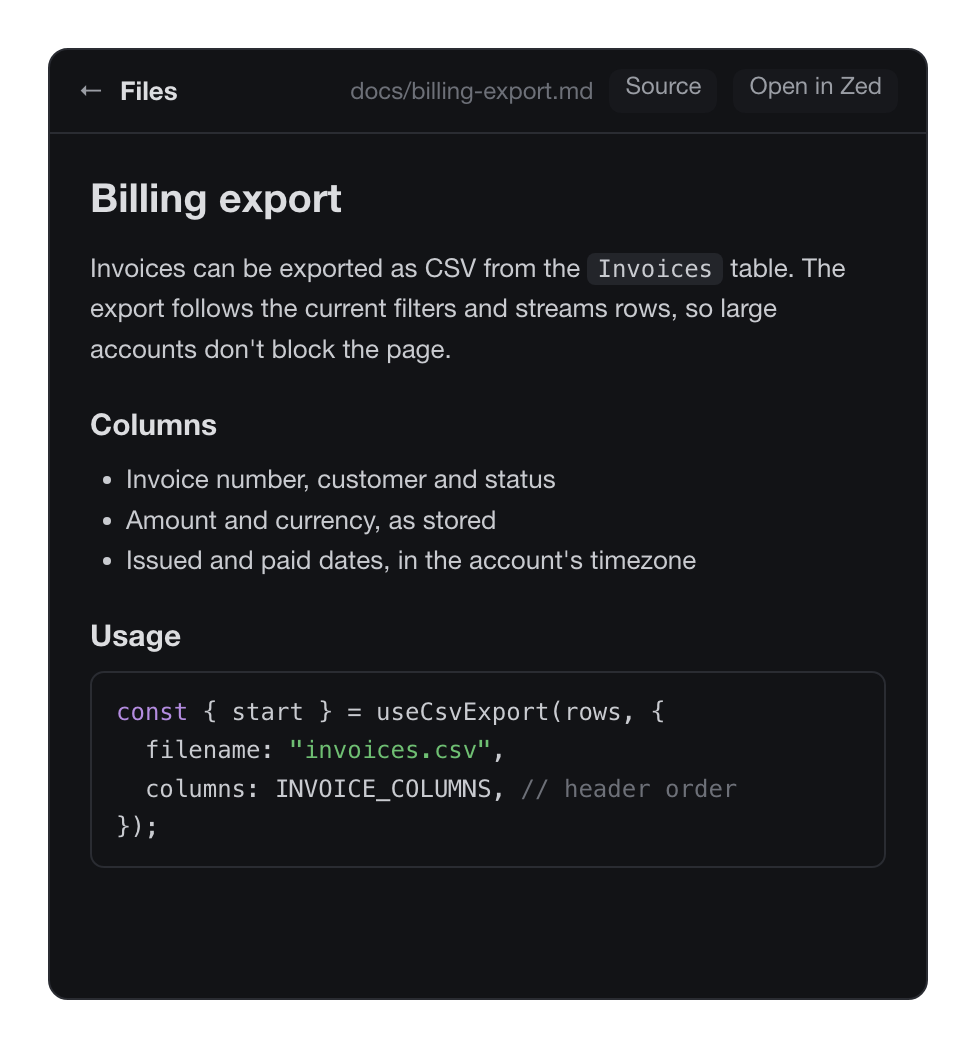 ← Files docs/billing-export.md Source Open in Zed
Billing export
Invoices can be exported as CSV from the Invoices table. The
export follows the current filters and streams rows, so large
accounts don't block the page.
Columns
• Invoice number, customer and status
• Amount and currency, as stored
• Issued and paid dates, in the account's timezone
Usage
const { start } = useCsvExport(rows, {
  filename: "invoices.csv",
  columns: INVOICE_COLUMNS, // header order
});